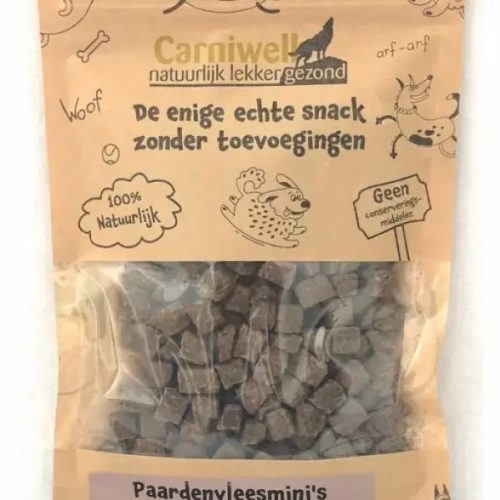 Carniwell
natuurlijk lekker gezond
arf-arf
Woof
De enige echte snack
zonder toevoegingen
100%
Natuurlijk
Geen
conserverings-
middelen
Paardenvleesmini's